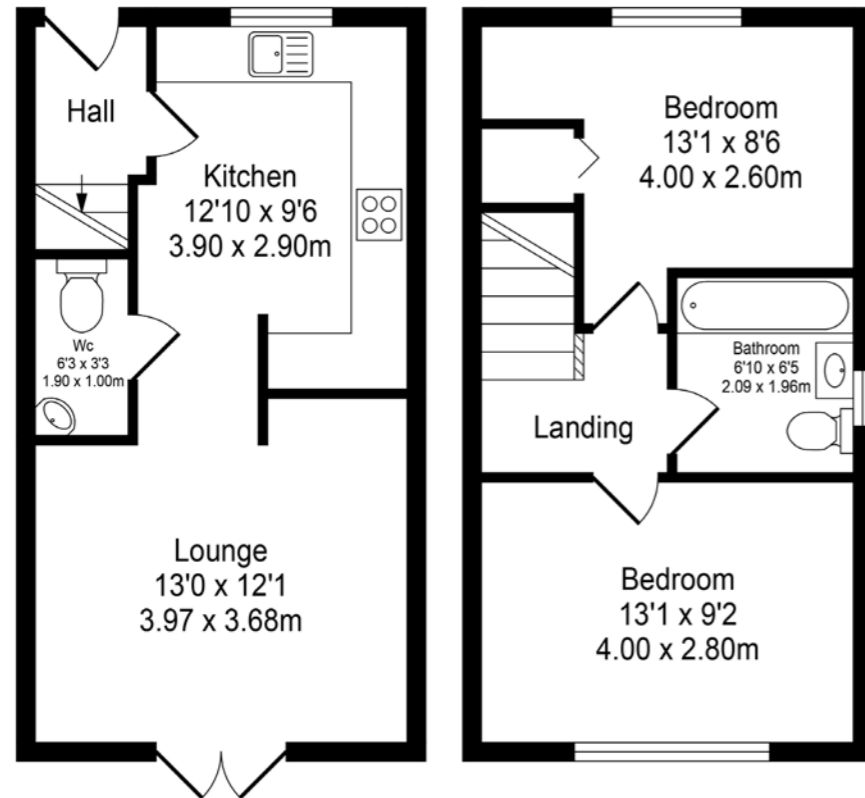 Hall
Kitchen
12'10 x 9'6
3.90 x 2.90m
Wc
6'3 x 3'3
1.90 x 1.00m
Lounge
13'0 x 12'1
3.97 x 3.68m
Bedroom
13'1 x 8'6
4.00 x 2.60m
Bathroom
6'10 x 6'5
2.09 x 1.96m
Landing
Bedroom
13'1 x 9'2
4.00 x 2.80m